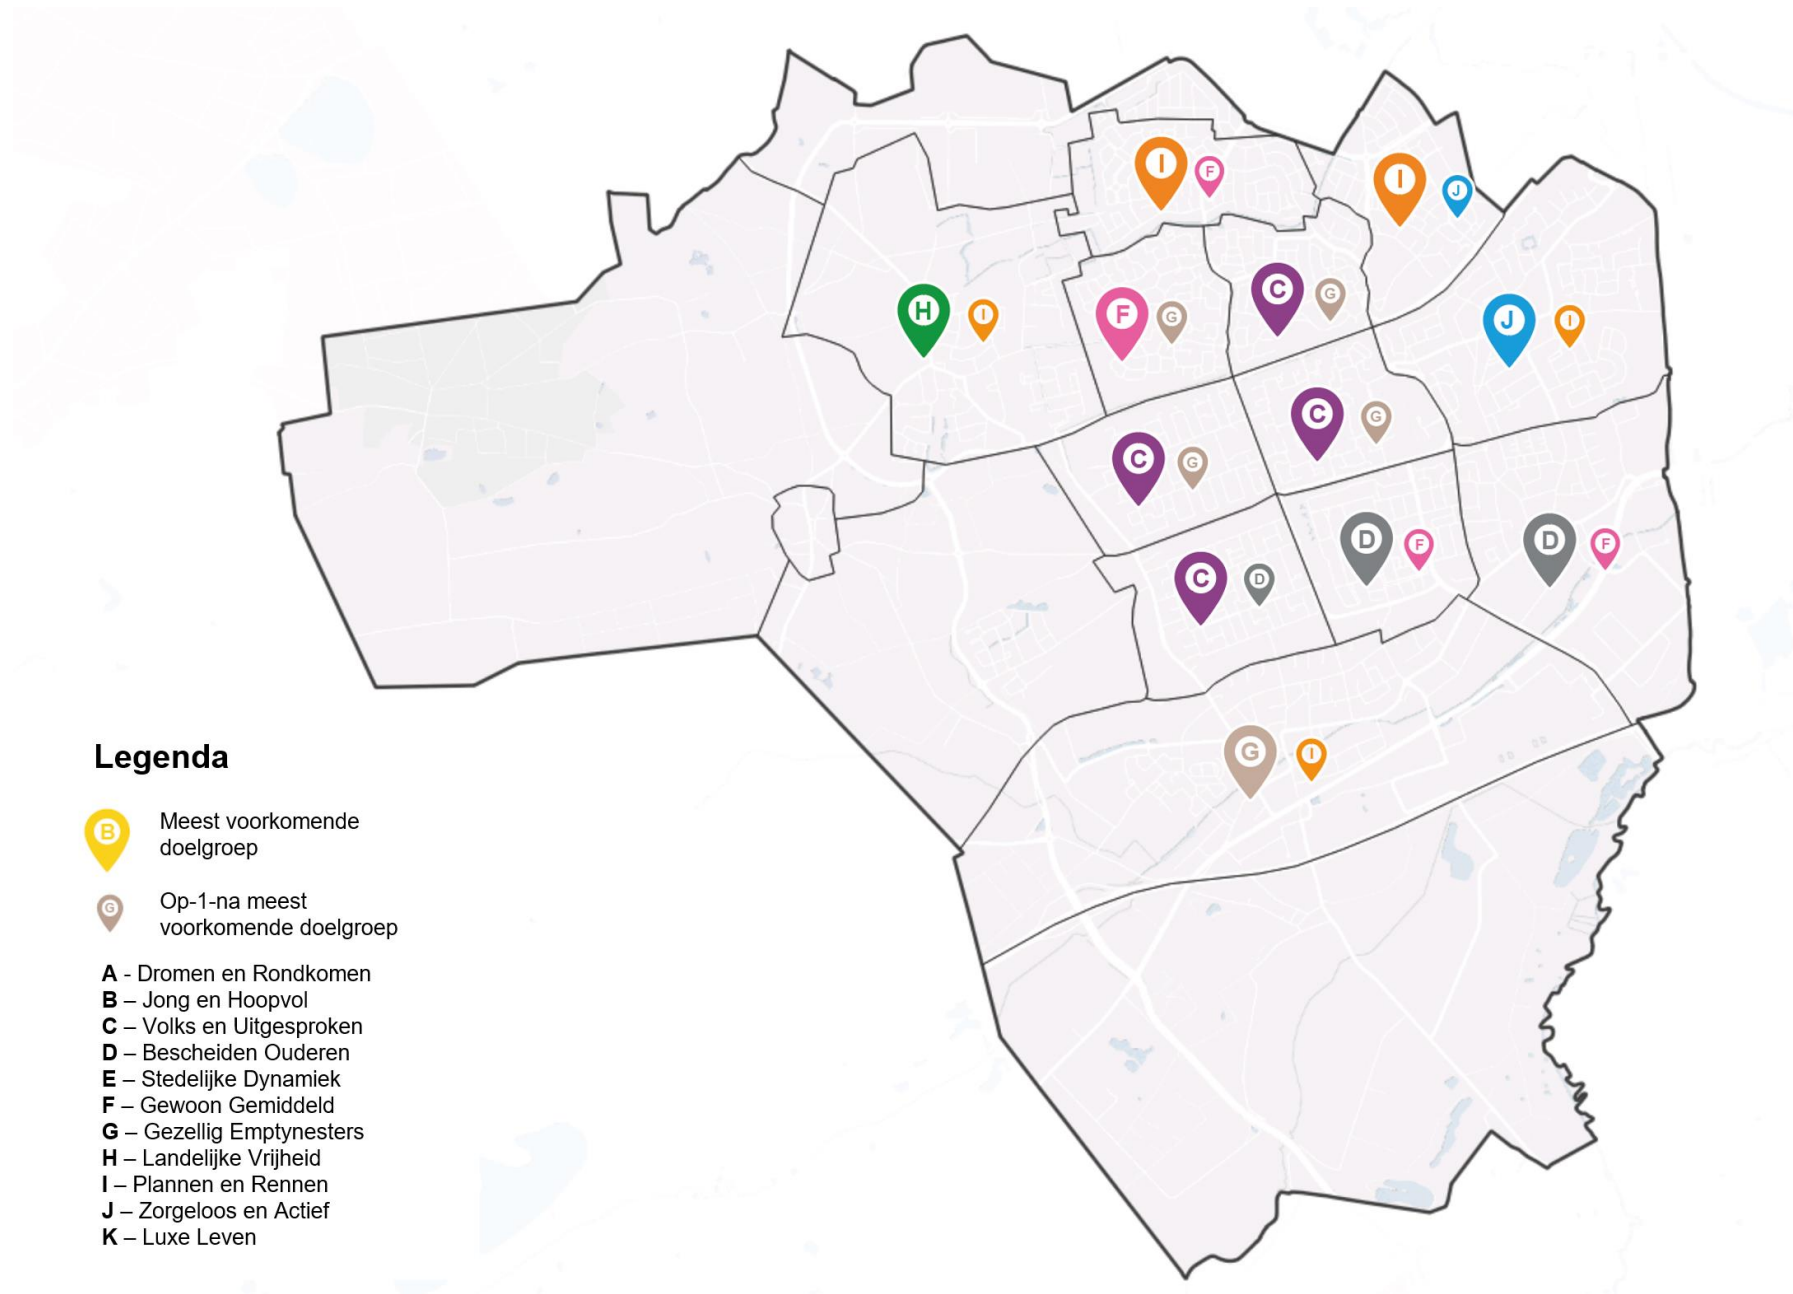 I
F
I
J
H
I
F
G
C
G
J
I
C
G
C
G
D
F
D
F
C
D
G
I
Legenda
B
Meest voorkomende
doelgroep
G
Op-1-na meest
voorkomende doelgroep
A - Dromen en Rondkomen
B – Jong en Hoopvol
C – Volks en Uitgesproken
D – Bescheiden Ouderen
E – Stedelijke Dynamiek
F – Gewoon Gemiddeld
G – Gezellig Emptynesters
H – Landelijke Vrijheid
I – Plannen en Rennen
J – Zorgeloos en Actief
K – Luxe Leven